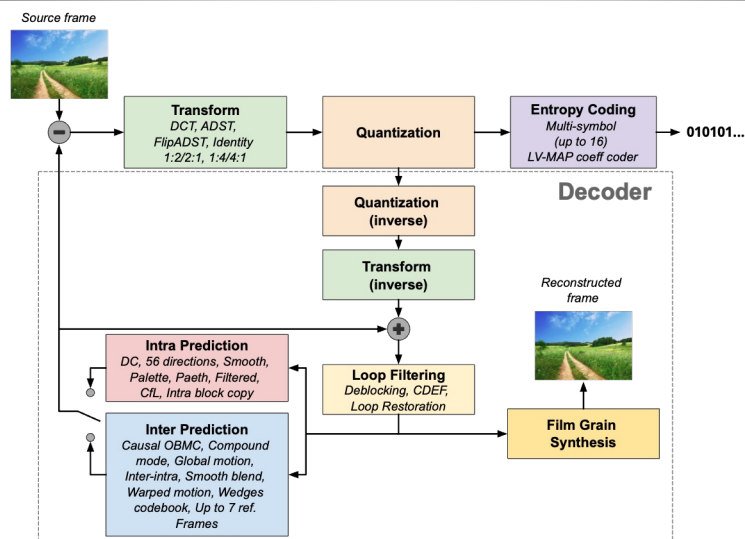 Source frame
Transform
DCT, ADST,
FlipADST, Identity
1:2/2:1, 1:4/4:1
Quantization
Entropy Coding
Multi-symbol
(up to 16)
LV-MAP coeff coder
010101...
Decoder
Quantization
(inverse)
Transform
(inverse)
Reconstructed
frame
Intra Prediction
DC, 56 directions, Smooth,
Palette, Paeth, Filtered,
CfL, Intra block copy
Loop Filtering
Deblocking, CDEF,
Loop Restoration
Film Grain
Synthesis
Inter Prediction
Causal OBMC, Compound
mode, Global motion,
Inter-intra, Smooth blend,
Warped motion, Wedges
codebook, Up to 7 ref.
Frames